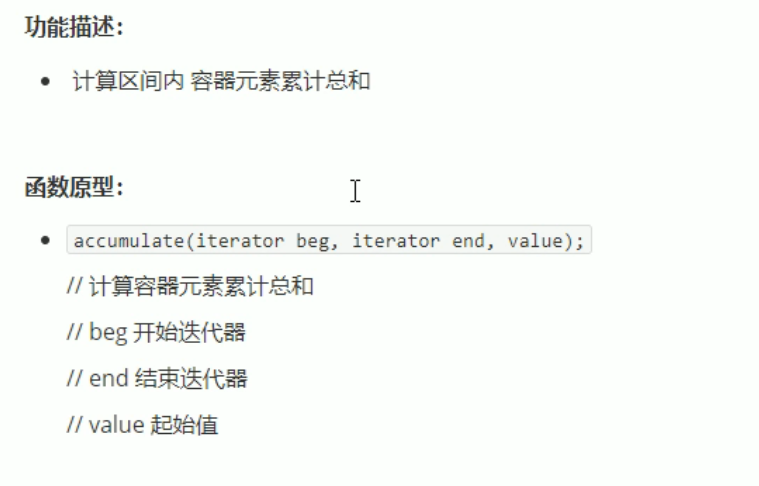 功能描述：
计算区间内 容器元素累计总和
函数原型：
accumulate(iterator beg, iterator end, value);
// 计算容器元素累计总和
// beg 开始迭代器
// end 结束迭代器
// value 起始值